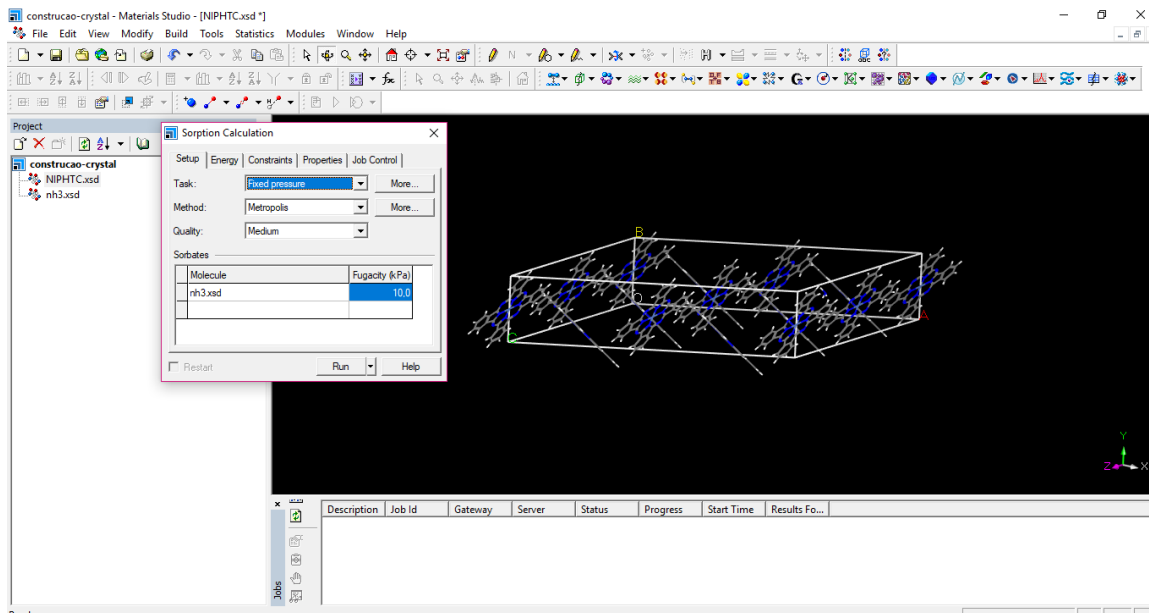 construcao-crystal - Materials Studio - [NIPHTC.xsd *]
File Edit View Modify Build Tools Statistics Modules Window Help
Project
construcao-crystal
NIPHTC.xsd
nh3.xsd
Sorption Calculation
Setup Energy Constraints Properties Job Control
Task: Fixed pressure More...
Method: Metropolis More...
Quality: Medium
Sorbates
Molecule Fugacity (kPa)
nh3.xsd 10,0
Restart Run Help
B
O
A
C
Y
Z X
Description Job Id Gateway Server Status Progress Start Time Results Fo...
Jobs